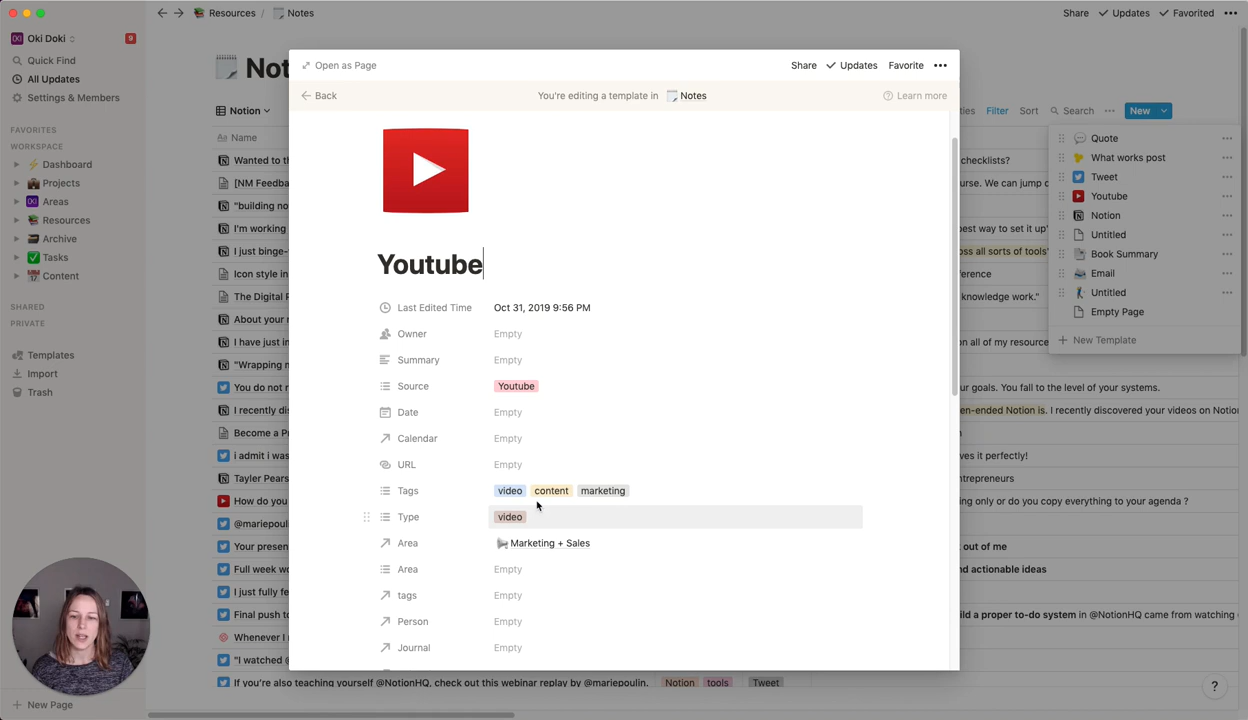 Resources / Notes
Share Updates Favorited
Oki Doki 9
Quick Find
All Updates
Settings & Members
FAVORITES
WORKSPACE
Dashboard
Projects
Areas
Resources
Archive
Tasks
Content
SHARED
PRIVATE
Templates
Import
Trash
New Page
Not
Notion
Filter Sort Search New
Name
Wanted to th
[NM Feedba
"building no
I'm working
I just binge-
Icon style in
The Digital P
About your
I have just in
"Wrapping m
You do not r
I recently dis
Become a Pr
i admit i was
Tayler Pears
How do you
@mariepouli
Your presen
Full week wo
I just fully fe
Final push to
Whenever I
"I watched @
If you're also teaching yourself @NotionHQ, check out this webinar replay by @mariepoulin. Notion tools Tweet
Open as Page
Share Updates Favorite
Back
You're editing a template in Notes
Learn more
Youtube
Last Edited Time Oct 31, 2019 9:56 PM
Owner Empty
Summary Empty
Source Youtube
Date Empty
Calendar Empty
URL Empty
Tags video content marketing
Type video
Area Marketing + Sales
Area Empty
tags Empty
Person Empty
Journal Empty
Quote
What works post
Tweet
Youtube
Notion
Untitled
Book Summary
Email
Untitled
Empty Page
New Template
checklists?
urse. We can jump o
best way to set it up"
oss all sorts of tools"
ference
knowledge work."
on all of my resource
ur goals. You fall to the level of your systems.
en-ended Notion is. I recently discovered your videos on Notion
ves it perfectly!
trepreneurs
ing only or do you copy everything to your agenda ?
out of me
nd actionable ideas
ild a proper to-do system in @NotionHQ came from watching
?